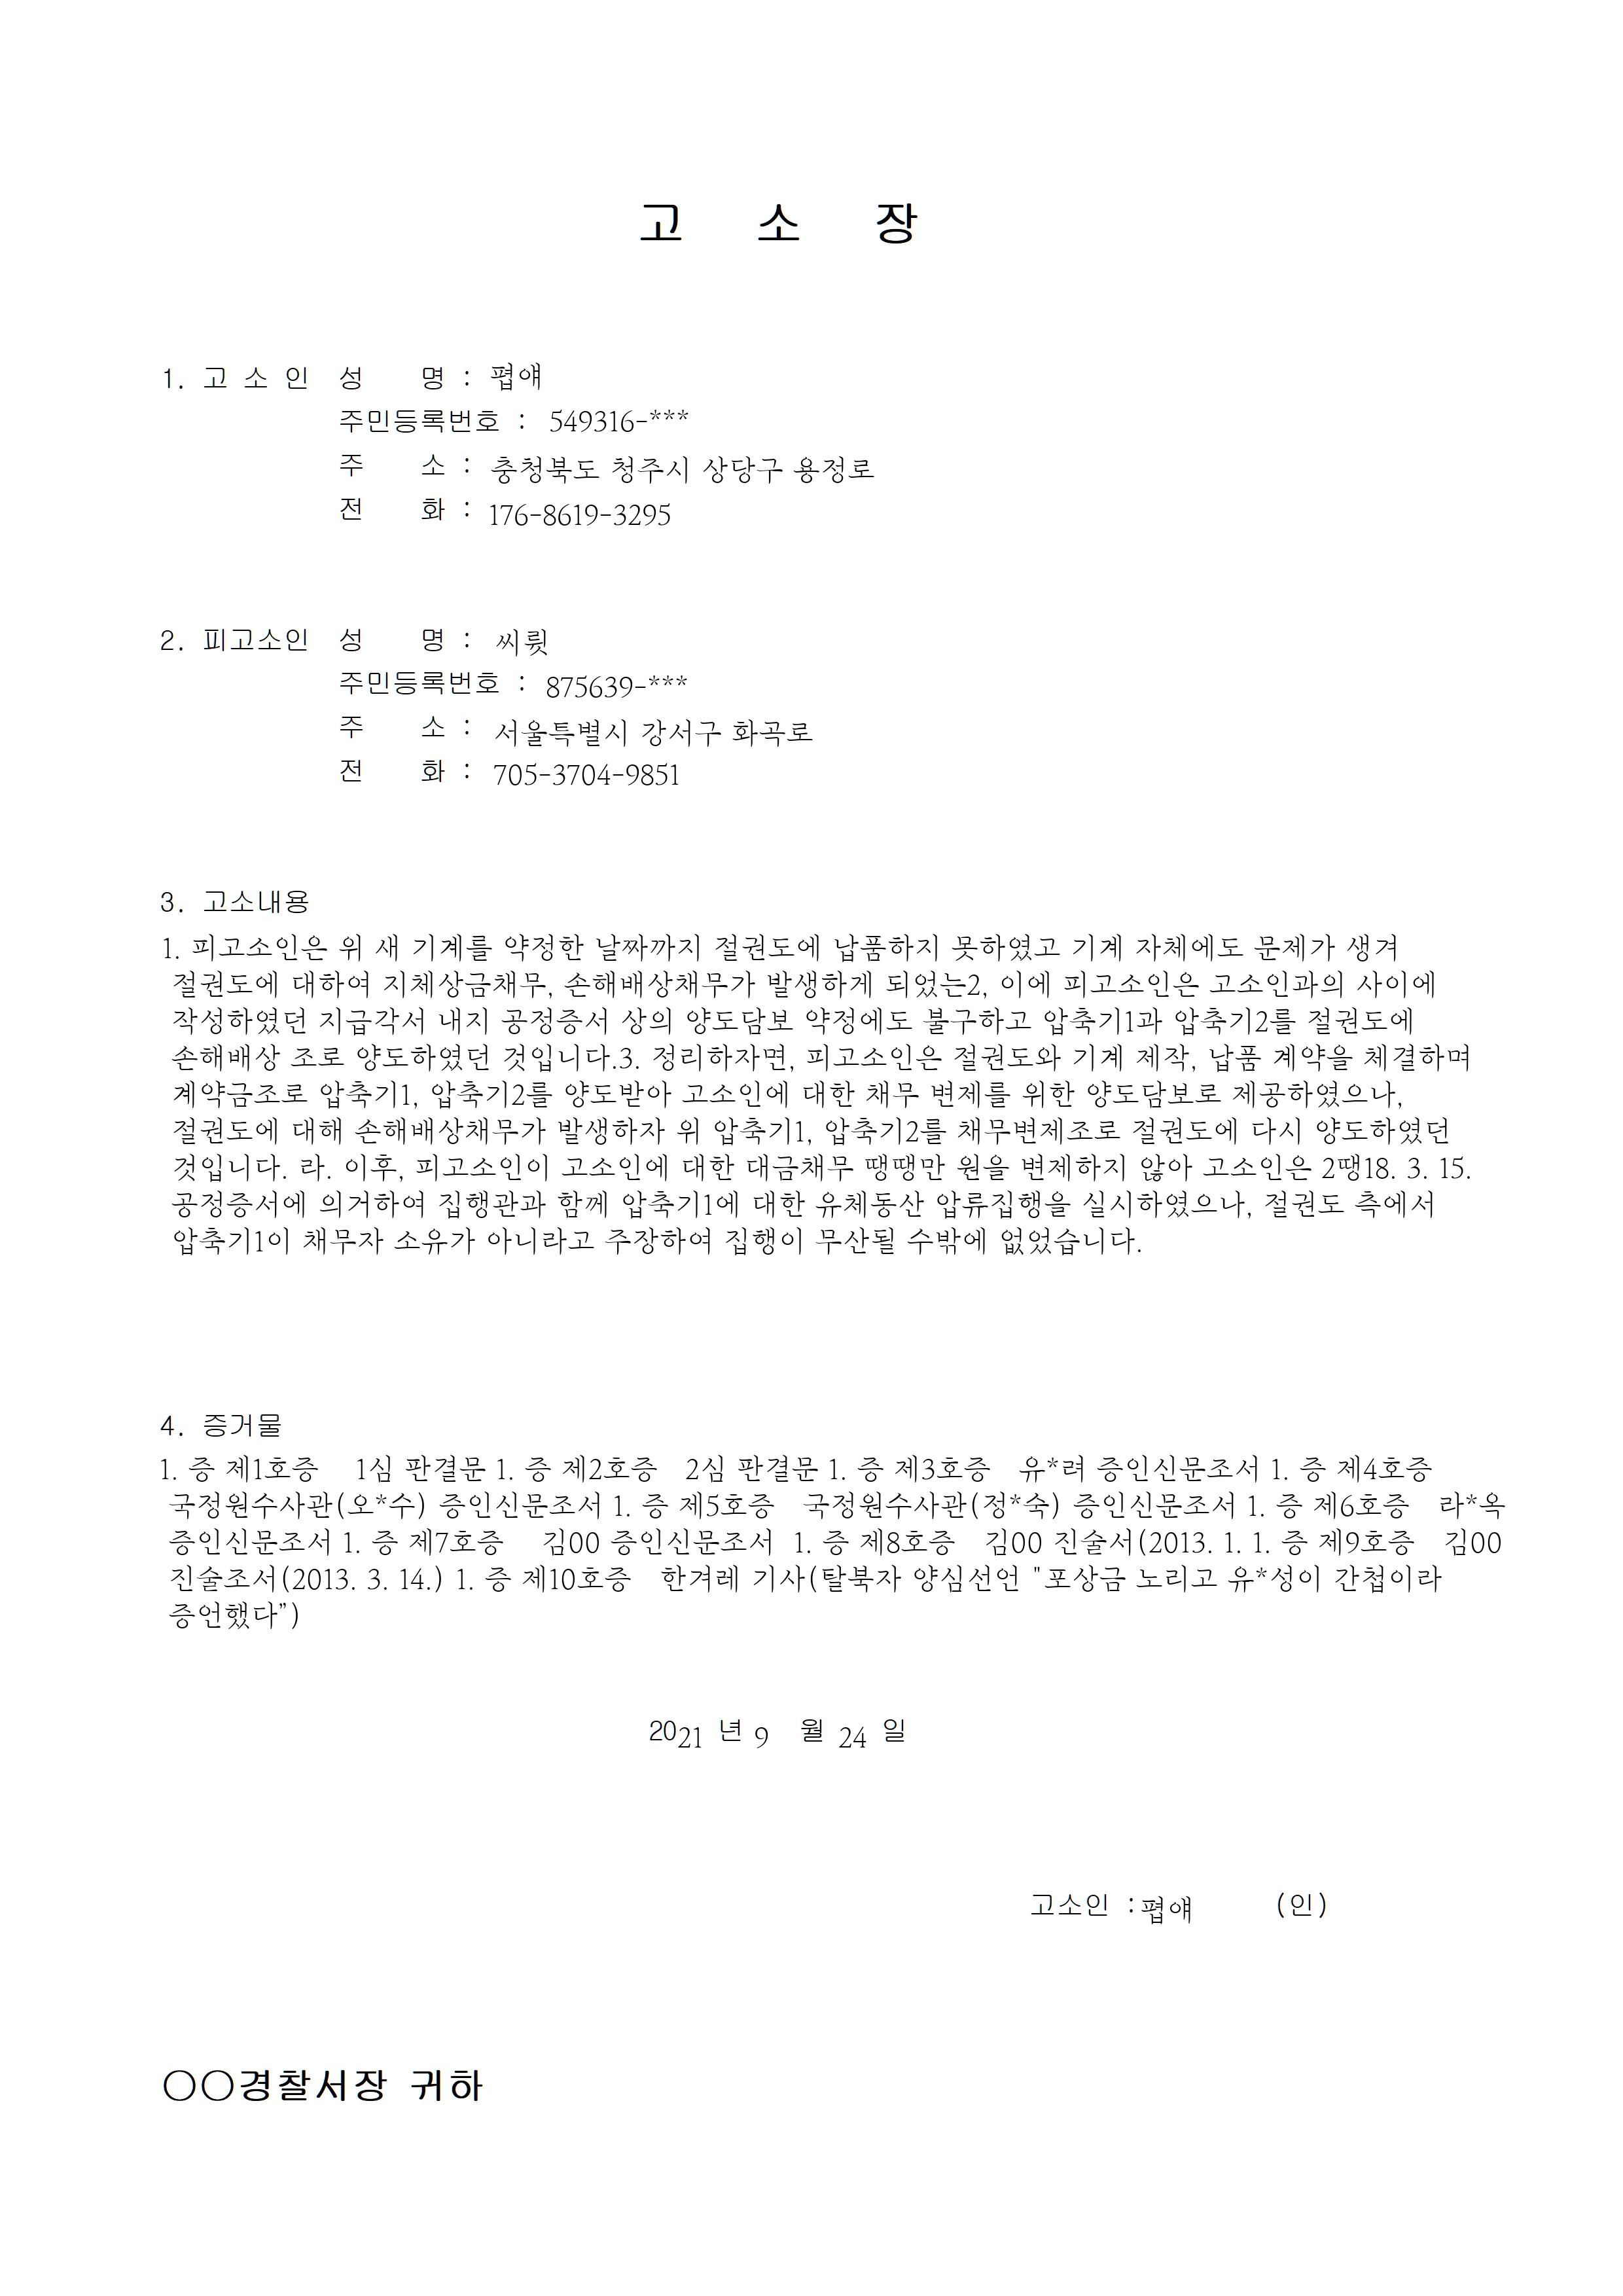 고 소 장
1. 고 소 인 성 명 : 폅얘
주민등록번호 : 549316-***
주 소 : 충청북도 청주시 상당구 용정로
전 화 : 176-8619-3295
2. 피고소인 성 명 : 씨륏
주민등록번호 : 875639-***
주 소 : 서울특별시 강서구 화곡로
전 화 : 705-3704-9851
3. 고소내용
1. 피고소인은 위 새 기계를 약정한 날짜까지 절권도에 납품하지 못하였고 기계 자체에도 문제가 생겨
절권도에 대하여 지체상금채무, 손해배상채무가 발생하게 되었는2, 이에 피고소인은 고소인과의 사이에
작성하였던 지급각서 내지 공정증서 상의 양도담보 약정에도 불구하고 압축기1과 압축기2를 절권도에
손해배상 조로 양도하였던 것입니다.3. 정리하자면, 피고소인은 절권도와 기계 제작, 납품 계약을 체결하며
계약금조로 압축기1, 압축기2를 양도받아 고소인에 대한 채무 변제를 위한 양도담보로 제공하였으나,
절권도에 대해 손해배상채무가 발생하자 위 압축기1, 압축기2를 채무변제조로 절권도에 다시 양도하였던
것입니다. 라. 이후, 피고소인이 고소인에 대한 대금채무 땡땡만 원을 변제하지 않아 고소인은 2땡18. 3. 15.
공정증서에 의거하여 집행관과 함께 압축기1에 대한 유체동산 압류집행을 실시하였으나, 절권도 측에서
압축기1이 채무자 소유가 아니라고 주장하여 집행이 무산될 수밖에 없었습니다.
4. 증거물
1. 증 제1호증 1심 판결문 1. 증 제2호증 2심 판결문 1. 증 제3호증 유*려 증인신문조서 1. 증 제4호증
국정원수사관(오*수) 증인신문조서 1. 증 제5호증 국정원수사관(정*숙) 증인신문조서 1. 증 제6호증 라*옥
증인신문조서 1. 증 제7호증 김00 증인신문조서 1. 증 제8호증 김00 진술서(2013. 1. 1. 증 제9호증 김00
진술조서(2013. 3. 14.) 1. 증 제10호증 한겨레 기사(탈북자 양심선언 "포상금 노리고 유*성이 간첩이라
증언했다”)
2021 년 9 월 24 일
고소인 : 폅얘 (인)
○○경찰서장 귀하